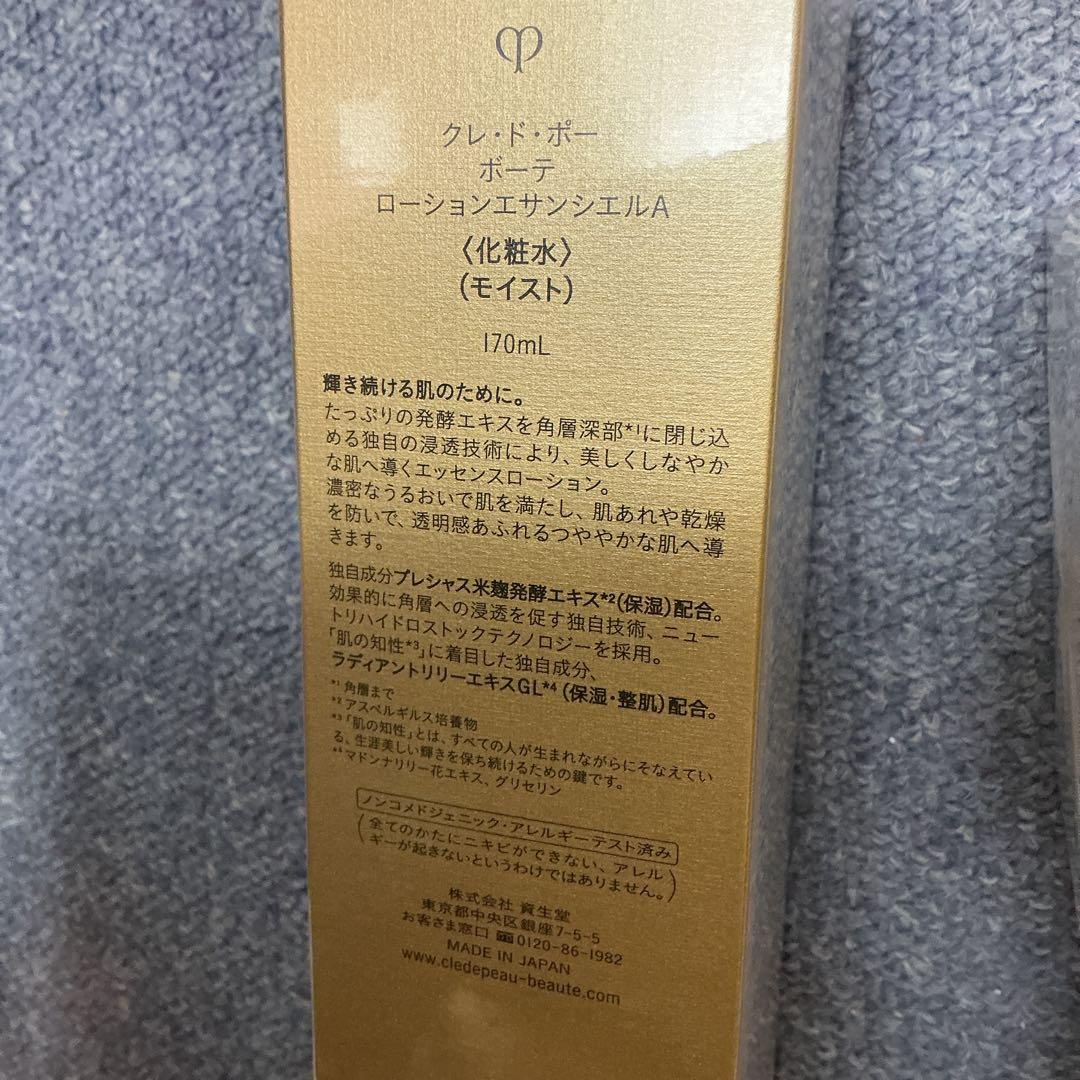 クレ・ド・ポー
ボーテ
ローションエサンシエルA
〈化粧水〉
(モイスト)
170mL
輝き続ける肌のために。
たっぷりの発酵エキスを角層深部*1に閉じ込
める独自の浸透技術により、美しくしなやか
な肌へ導くエッセンスローション。
濃密なうるおいで肌を満たし、肌あれや乾燥
を防いで、透明感あふれるつややかな肌へ導
きます。
独自成分プレシャス米麹発酵エキス*2(保湿)配合。
効果的に角層への浸透を促す独自技術、ニュー
トリハイドロストックテクノロジーを採用。
「肌の知性*3」に着目した独自成分、
ラディアントリリーエキスGL*4(保湿・整肌)配合。
*1 角層まで
*2 アスペルギルス培養物
*3「肌の知性」とは、すべての人が生まれながらにそなえてい
る、生涯美しい輝きを保ち続けるための鍵です。
*4 マドンナリリー花エキス、グリセリン
ノンコメドジェニック・アレルギーテスト済み
(全てのかたにニキビができない、アレル
ギーが起きないというわけではありません。)
株式会社 資生堂
東京都中央区銀座7-5-5
お客さま窓口 ☎0120-86-1982
MADE IN JAPAN
www.cledepeau-beaute.com